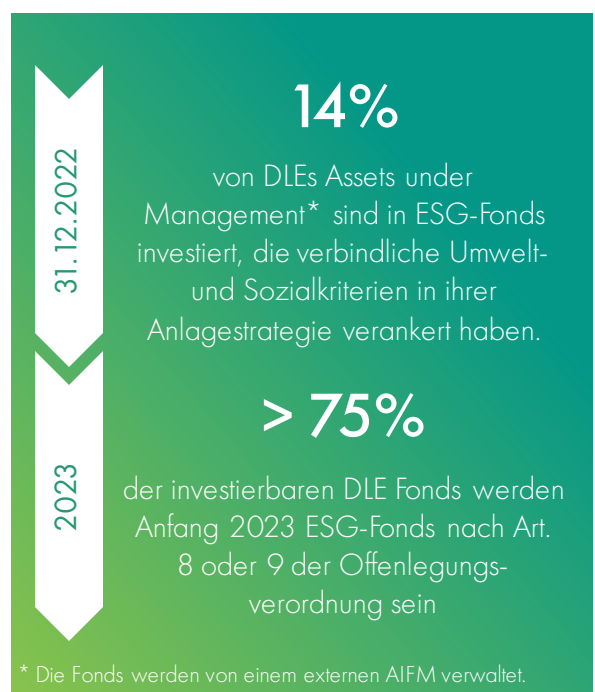 31.12.2022
14%
von DLEs Assets under
Management* sind in ESG-Fonds
investiert, die verbindliche Umwelt-
und Sozialkriterien in ihrer
Anlagestrategie verankert haben.
2023
> 75%
der investierbaren DLE Fonds werden
Anfang 2023 ESG-Fonds nach Art.
8 oder 9 der Offenlegungs-
verordnung sein
* Die Fonds werden von einem externen AIFM verwaltet.